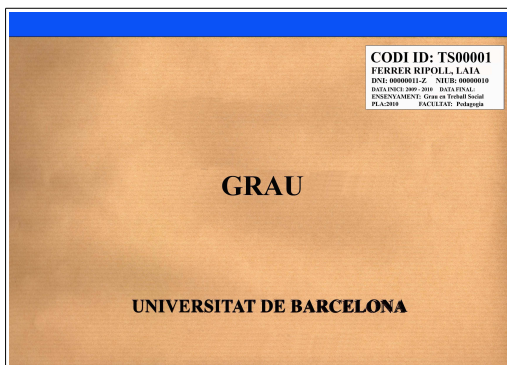 CODI ID: TS00001
FERRER RIPOLL, LAIA
DNI: 00000011-Z NIUB: 00000010
DATA INICI: 2009 - 2010 DATA FINAL:
ENSENYAMENT: Grau en Treball Social
PLA:2010 FACULTAT: Pedagogia
GRAU
UNIVERSITAT DE BARCELONA